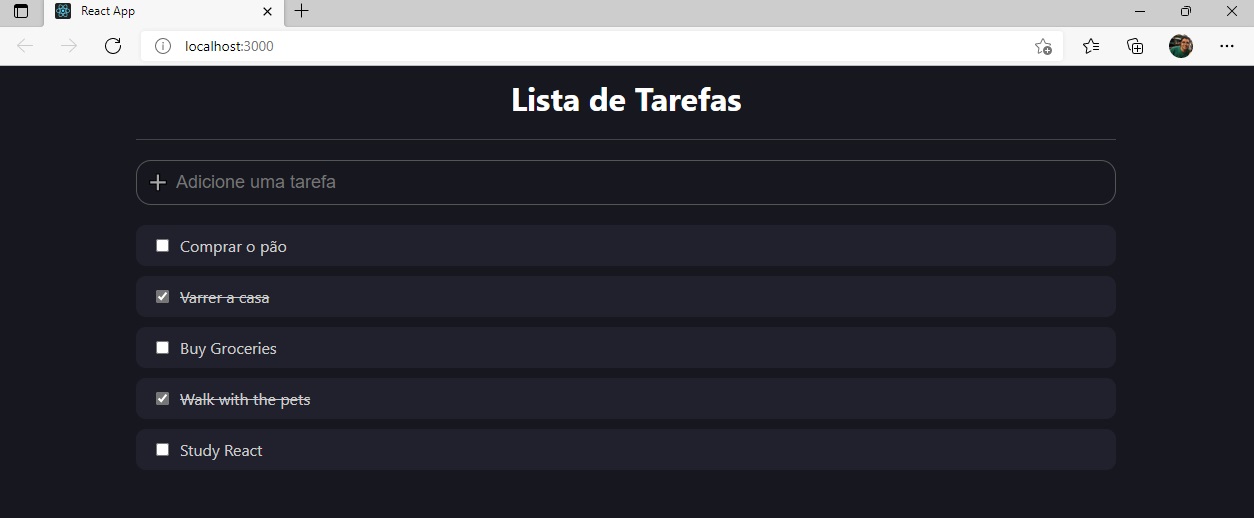 React App
localhost:3000
Lista de Tarefas
Adicione uma tarefa
Comprar o pão
Varrer a casa
Buy Groceries
Walk with the pets
Study React